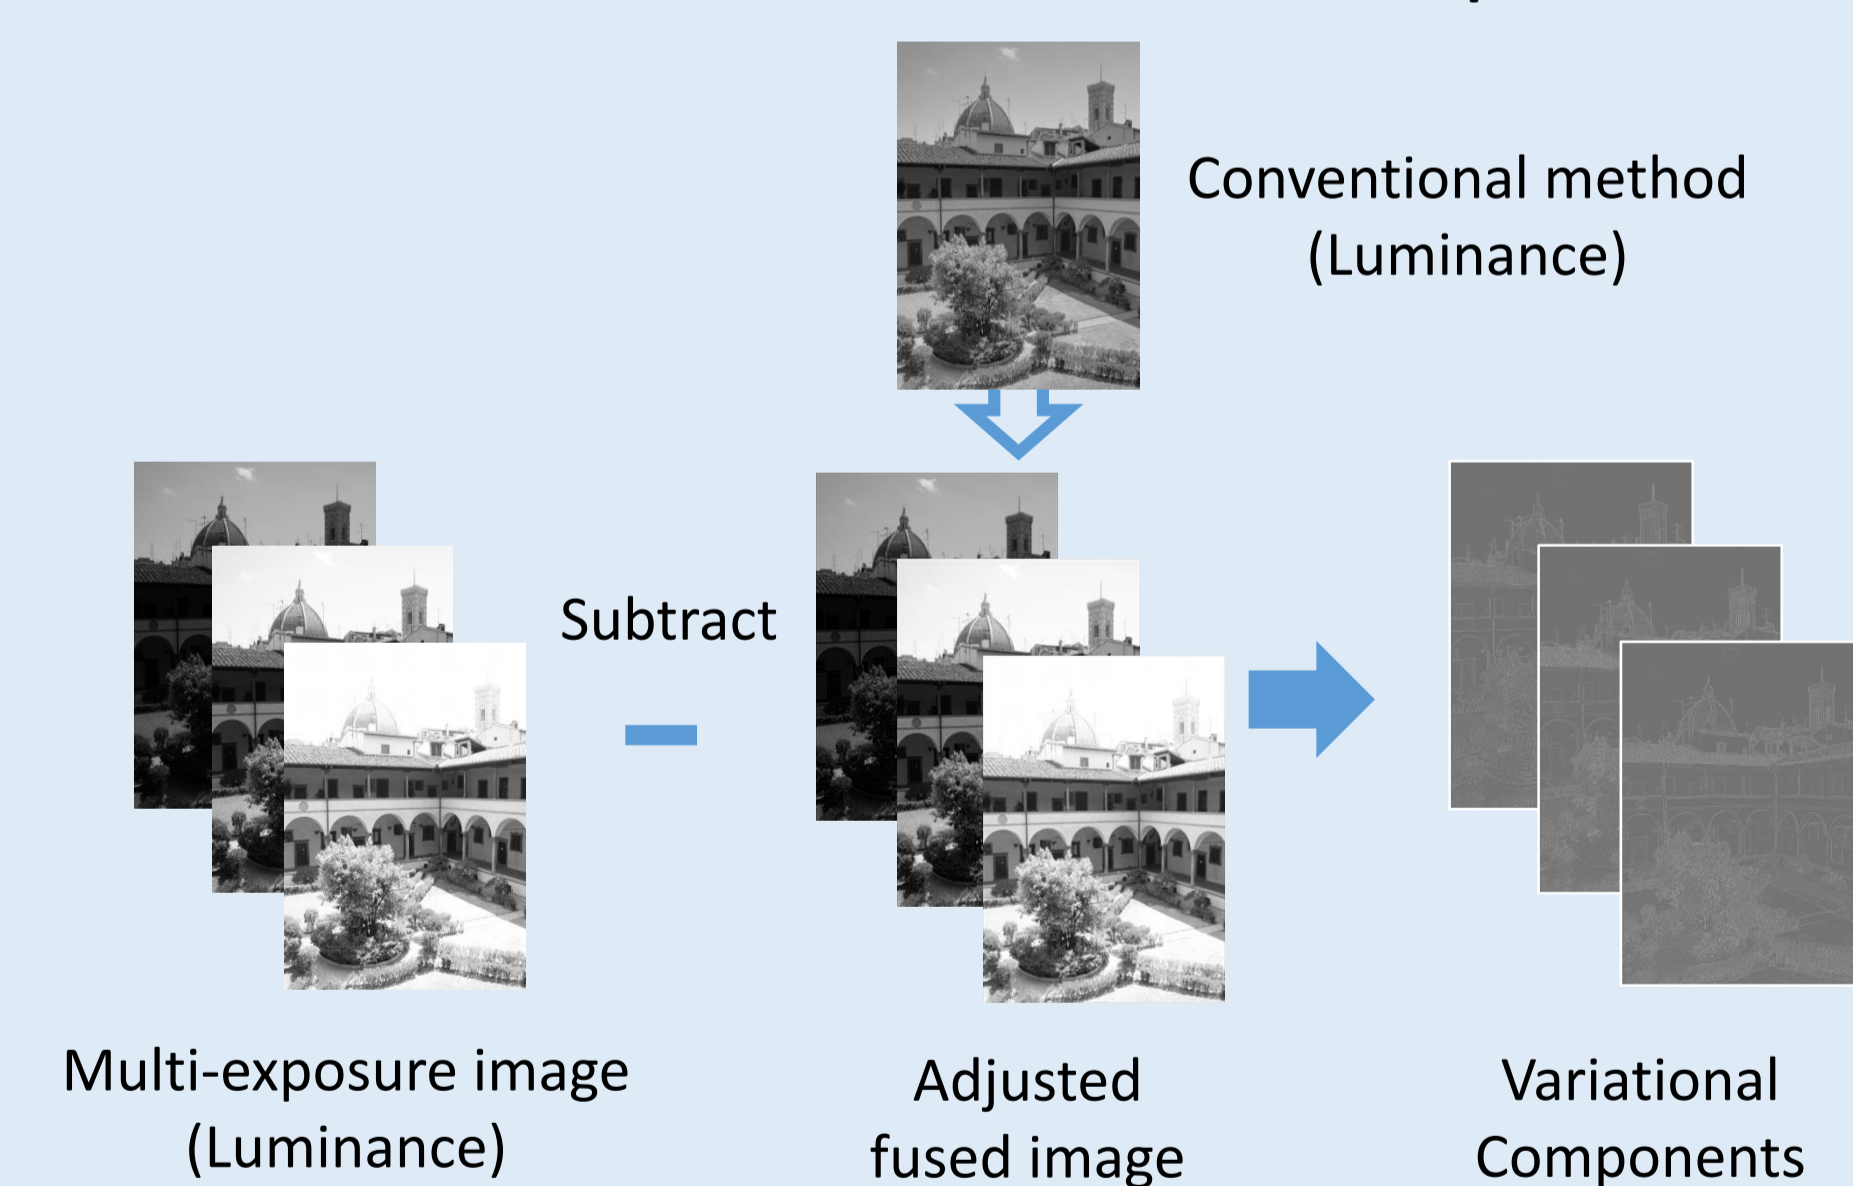 Conventional method
(Luminance)
Subtract
Multi-exposure image
(Luminance)
Adjusted
fused image
Variational
Components